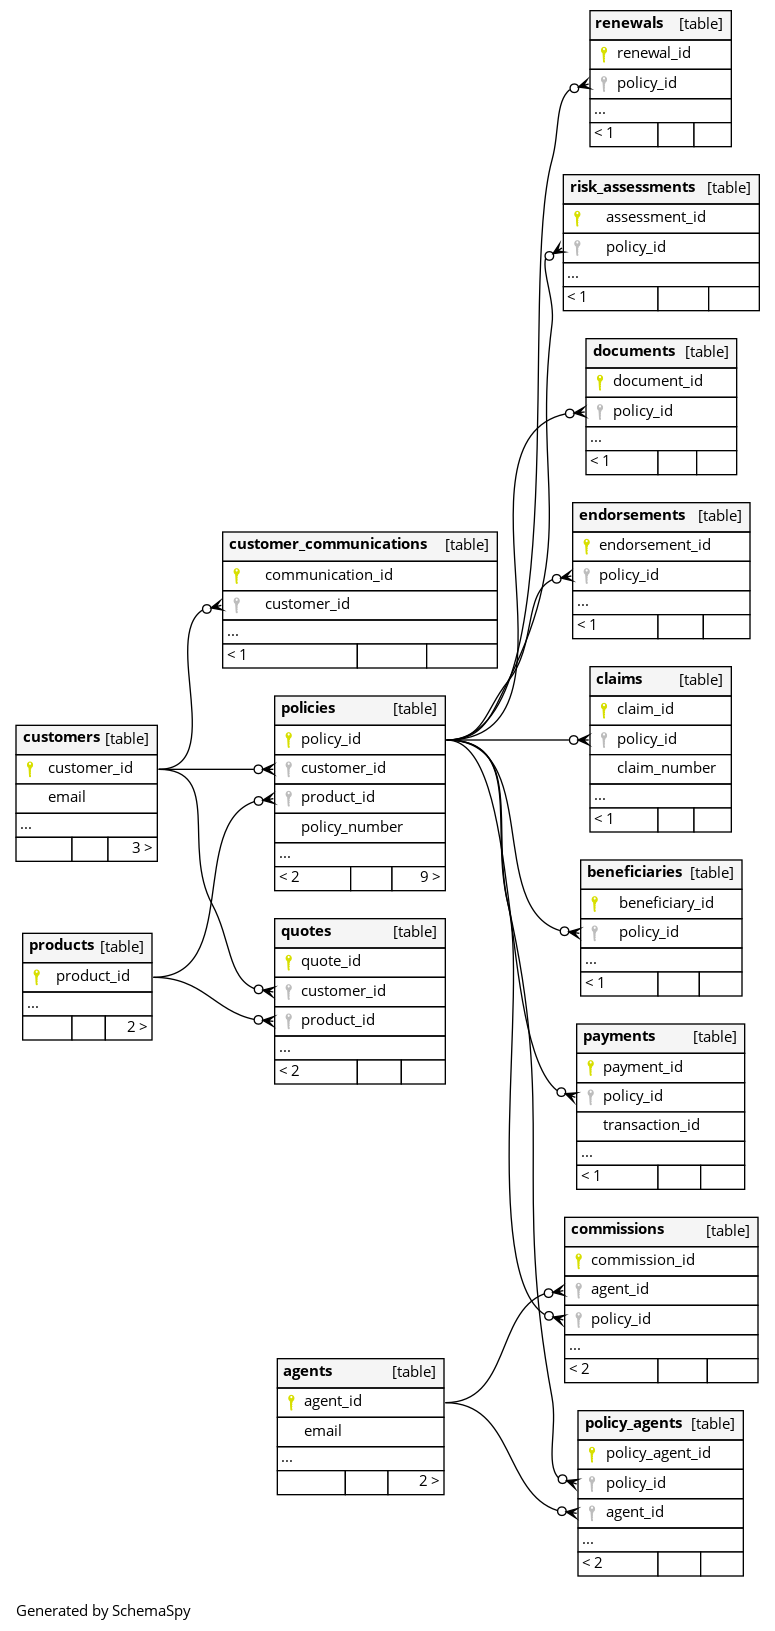 renewals [table]
renewal_id
policy_id
...
< 1
risk_assessments [table]
assessment_id
policy_id
...
< 1
documents [table]
document_id
policy_id
...
< 1
endorsements [table]
endorsement_id
policy_id
...
< 1
customer_communications [table]
communication_id
customer_id
...
< 1
claims [table]
claim_id
policy_id
claim_number
...
< 1
policies [table]
policy_id
customer_id
product_id
policy_number
...
< 2 9 >
customers [table]
customer_id
email
...
3 >
beneficiaries [table]
beneficiary_id
policy_id
...
< 1
quotes [table]
quote_id
customer_id
product_id
...
< 2
products [table]
product_id
...
2 >
payments [table]
payment_id
policy_id
transaction_id
...
< 1
commissions [table]
commission_id
agent_id
policy_id
...
< 2
agents [table]
agent_id
email
...
2 >
policy_agents [table]
policy_agent_id
policy_id
agent_id
...
< 2
Generated by SchemaSpy